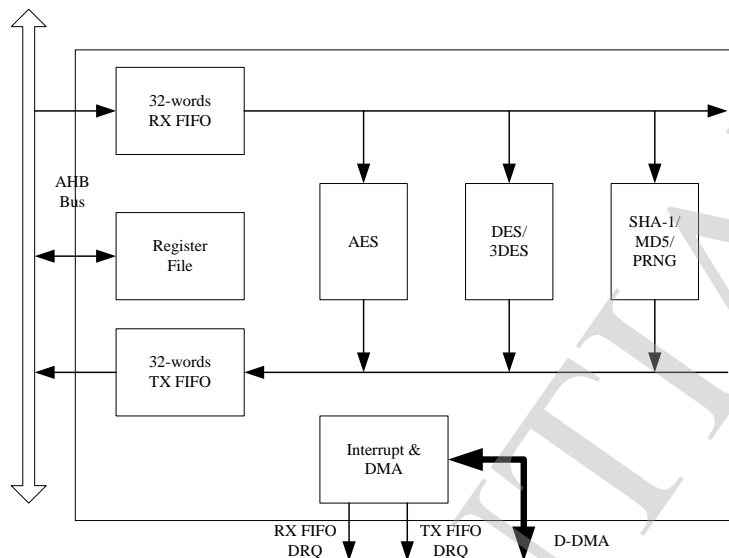 32-words
RX FIFO
AHB
Bus
Register
File
AES
DES/
3DES
SHA-1/
MD5/
PRNG
32-words
TX FIFO
Interrupt &
DMA
RX FIFO
DRQ
TX FIFO
DRQ
D-DMA